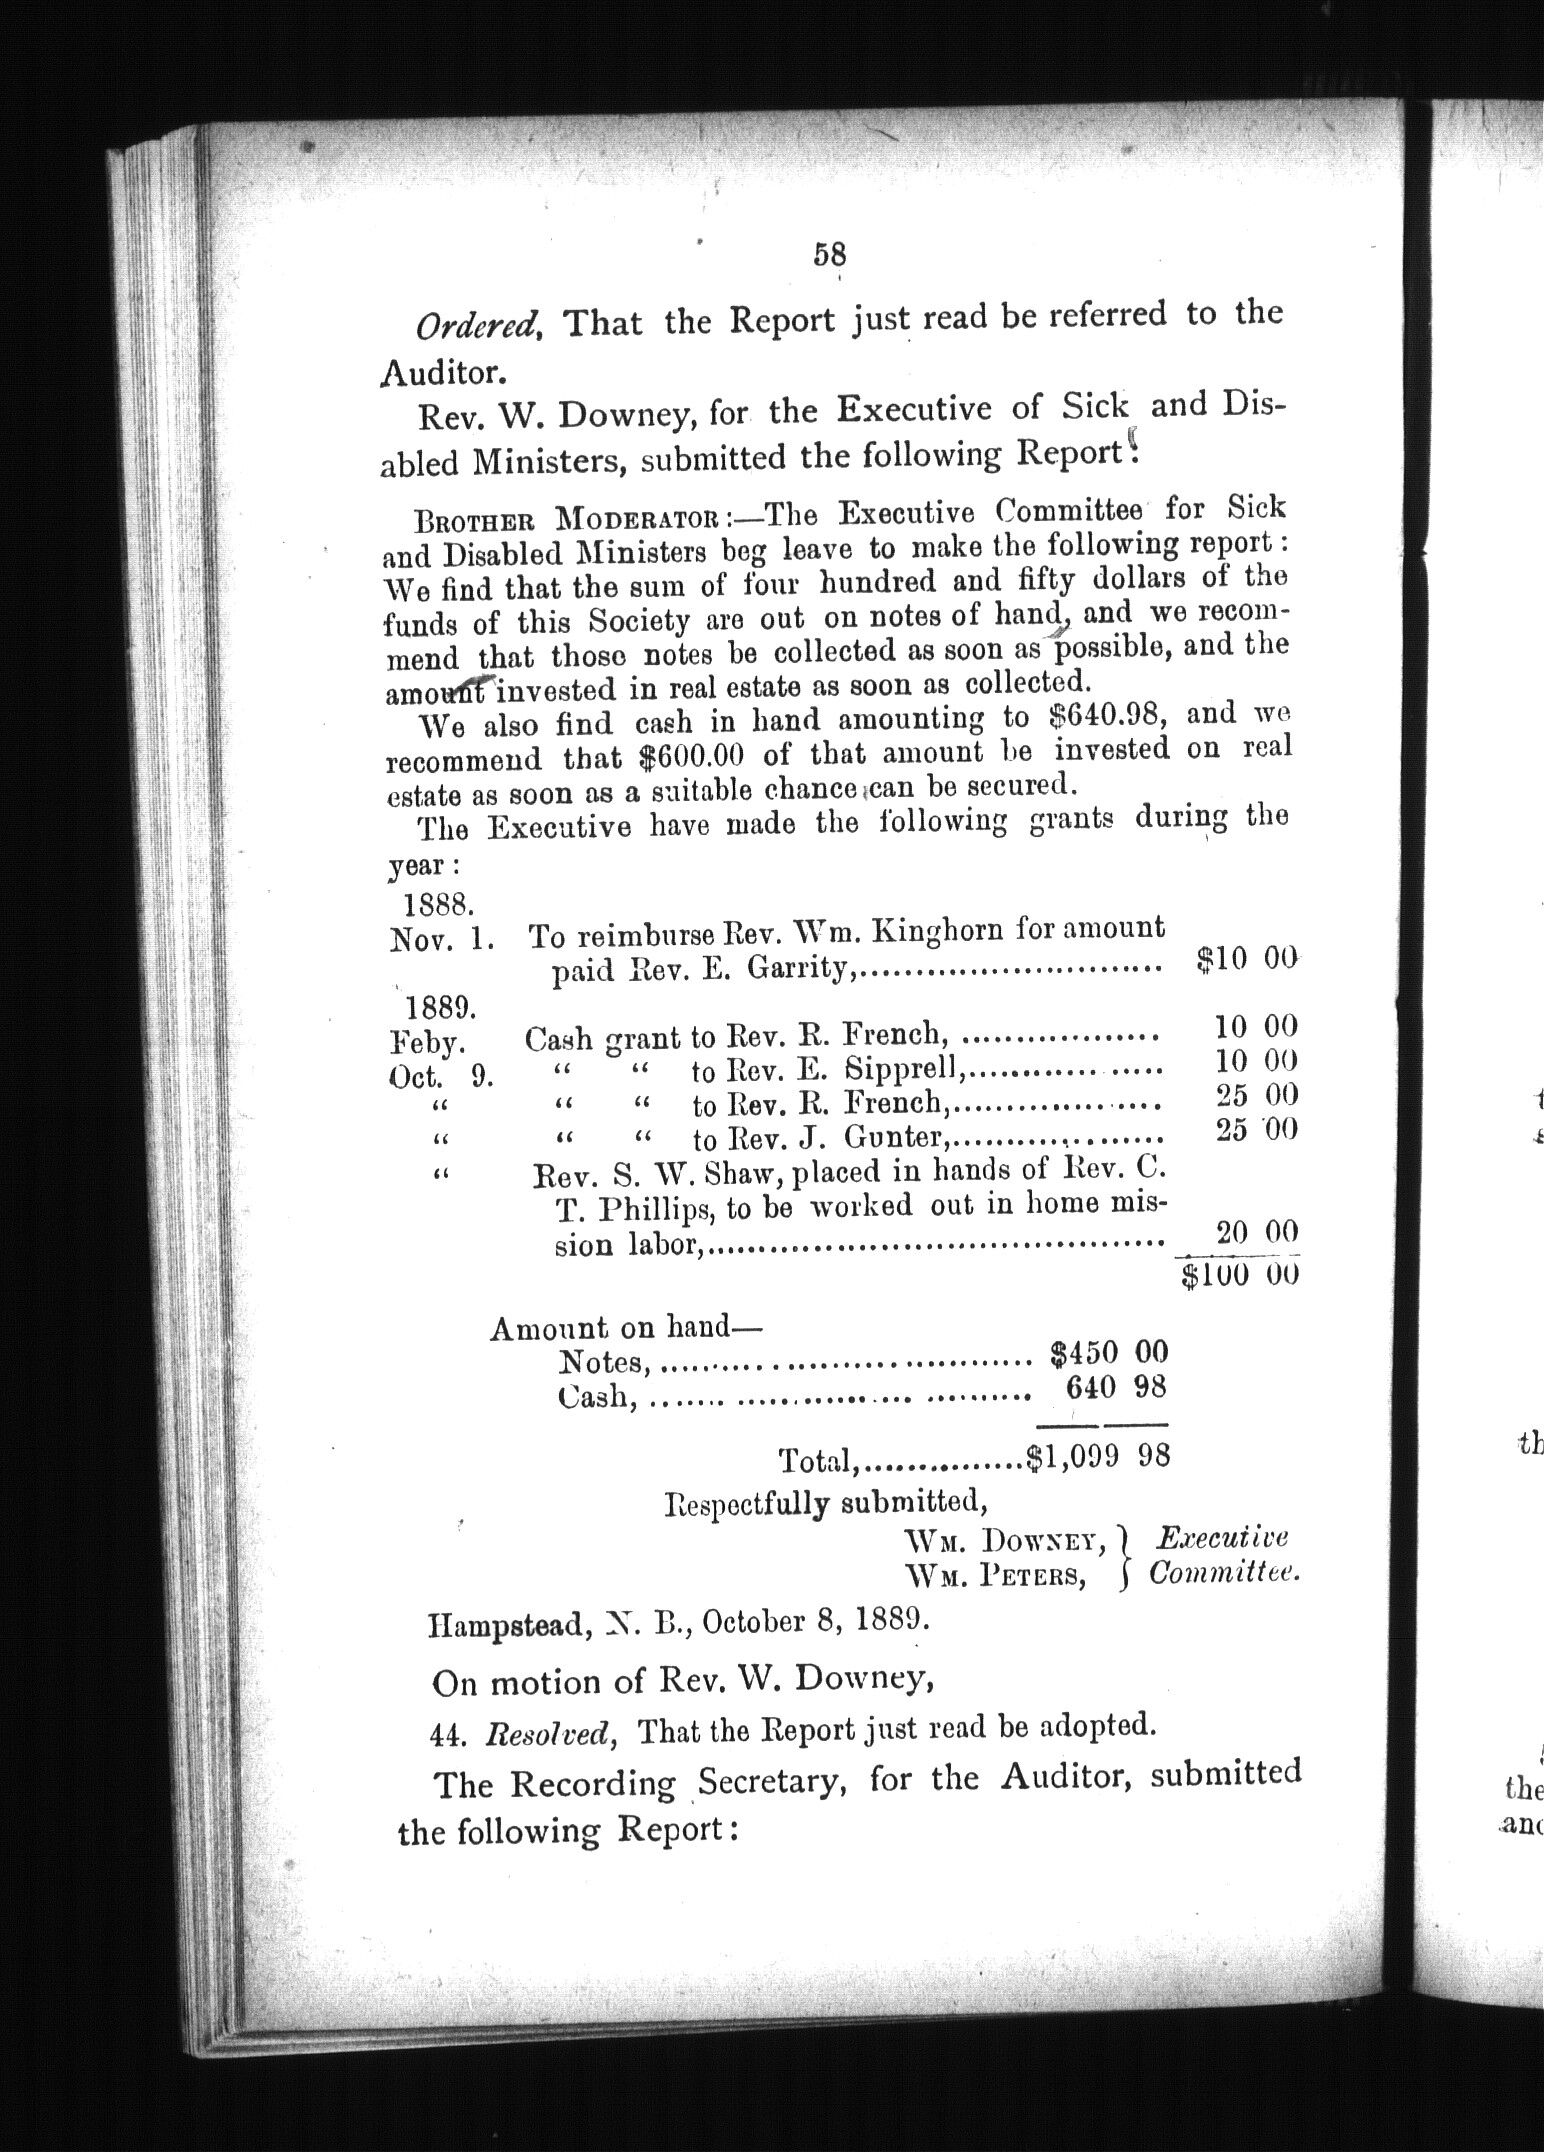 58
Ordered, That the Report just read be referred to the
Auditor.
Rev. W. Downey, for the Executive of Sick and Dis-
abled Ministers, submitted the following Report:
BROTHER MODERATOR:—The Executive Committee for Sick
and Disabled Ministers beg leave to make the following report:
We find that the sum of four hundred and fifty dollars of the
funds of this Society are out on notes of hand, and we recom-
mend that those notes be collected as soon as possible, and the
amount invested in real estate as soon as collected.
We also find cash in hand amounting to $640.98, and we
recommend that $600.00 of that amount be invested on real
estate as soon as a suitable chance can be secured.
The Executive have made the following grants during the
year:
1888.
Nov. 1. To reimburse Rev. Wm. Kinghorn for amount
paid Rev. E. Garrity,............................ $10 00
1889.
Feby. Cash grant to Rev. R. French, .................. 10 00
Oct. 9. “ “ to Rev. E. Sipprell,.................. 10 00
“ “ “ to Rev. R. French,................... 25 00
“ “ “ to Rev. J. Gunter,.................... 25 00
“ Rev. S. W. Shaw, placed in hands of Rev. C.
T. Phillips, to be worked out in home mis-
sion labor,........................................... 20 00
$100 00
Amount on hand—
Notes, ................................... $450 00
Cash, .................................... 640 98
Total,...............$1,099 98
Respectfully submitted,
WM. DOWNEY, } Executive
WM. PETERS, } Committee.
Hampstead, N. B., October 8, 1889.
On motion of Rev. W. Downey,
44. Resolved, That the Report just read be adopted.
The Recording Secretary, for the Auditor, submitted
the following Report:
th
the
and